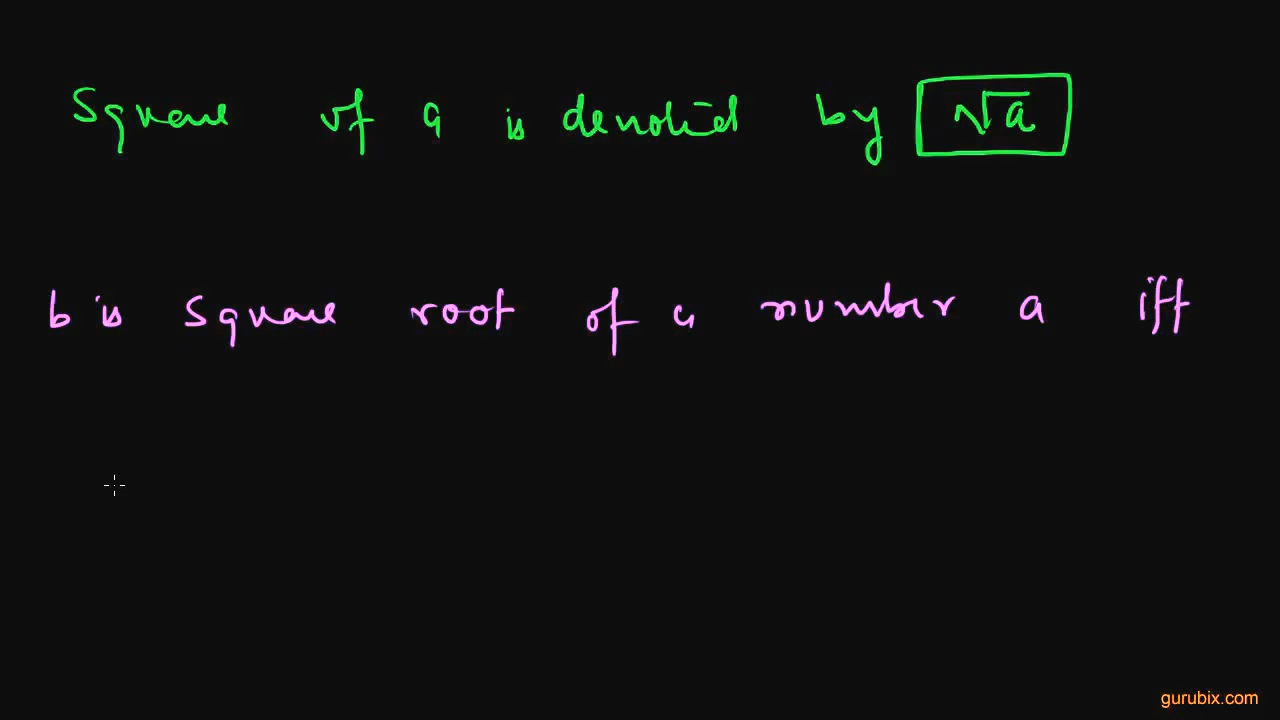 Square of a is denoted by √a
b is square root of a number a iff
gurubix.com